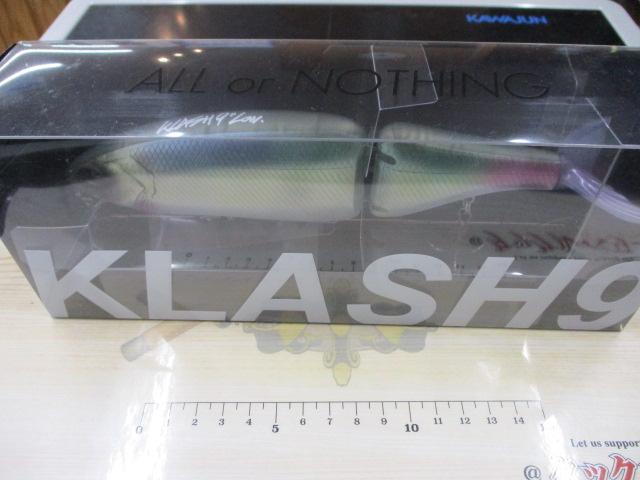 KAWAJUN
ALL or NOTHING
KLASH9" Low.
KLASH9
0 1 2 3 4 5 6 7 8 9 10 11 12 13 14
Let us support
@